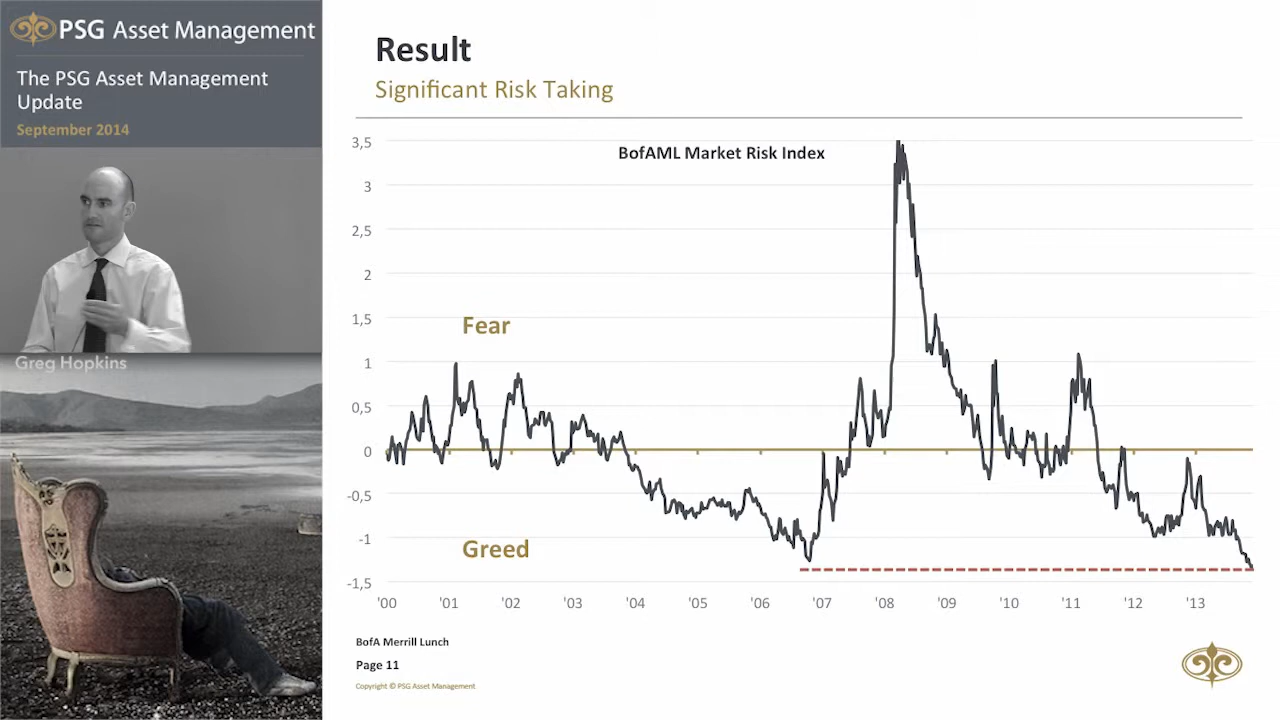 PSG Asset Management
The PSG Asset Management
Update
September 2014
Greg Hopkins
Result
Significant Risk Taking
BofAML Market Risk Index
3,5
3
2,5
2
1,5
1
0,5
0
-0,5
-1
-1,5
Fear
Greed
'00 '01 '02 '03 '04 '05 '06 '07 '08 '09 '10 '11 '12 '13
BofA Merrill Lunch
Page 11
Copyright © PSG Asset Management